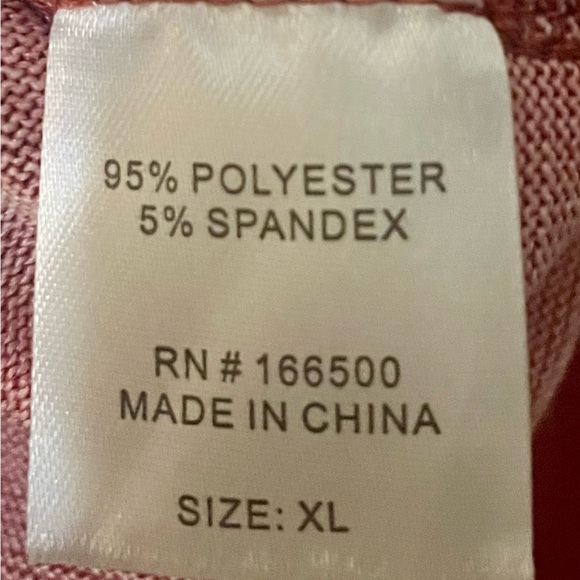 95% POLYESTER
5% SPANDEX
RN # 166500
MADE IN CHINA
SIZE: XL